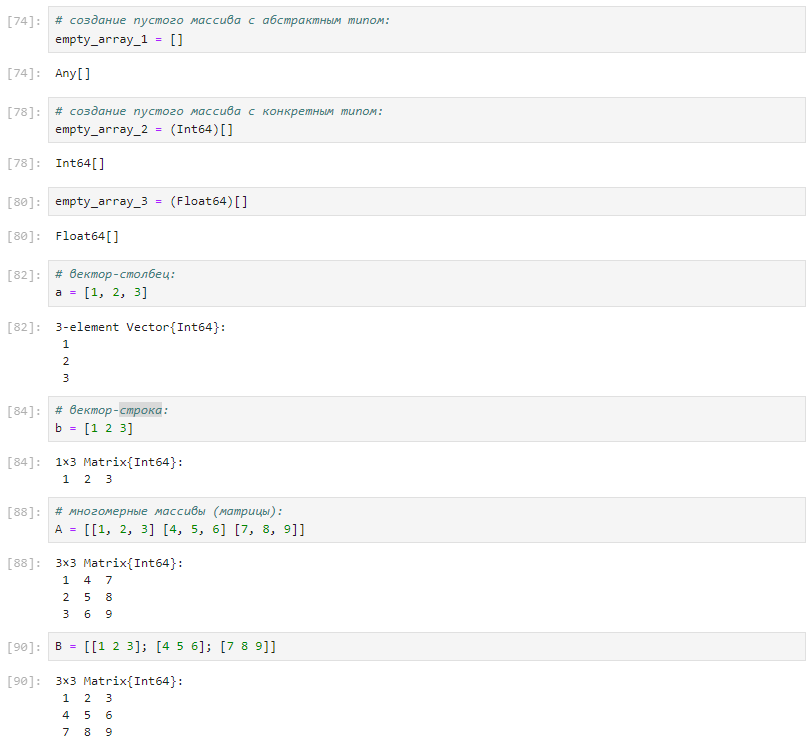 [74]: # создание пустого массива с абстрактным типом:
empty_array_1 = []
[74]: Any[]
[78]: # создание пустого массива с конкретным типом:
empty_array_2 = (Int64)[]
[78]: Int64[]
[80]: empty_array_3 = (Float64)[]
[80]: Float64[]
[82]: # вектор-столбец:
a = [1, 2, 3]
[82]: 3-element Vector{Int64}:
1
2
3
[84]: # вектор-строка:
b = [1 2 3]
[84]: 1×3 Matrix{Int64}:
1 2 3
[88]: # многомерные массивы (матрицы):
A = [[1, 2, 3] [4, 5, 6] [7, 8, 9]]
[88]: 3×3 Matrix{Int64}:
1 4 7
2 5 8
3 6 9
[90]: B = [[1 2 3]; [4 5 6]; [7 8 9]]
[90]: 3×3 Matrix{Int64}:
1 2 3
4 5 6
7 8 9